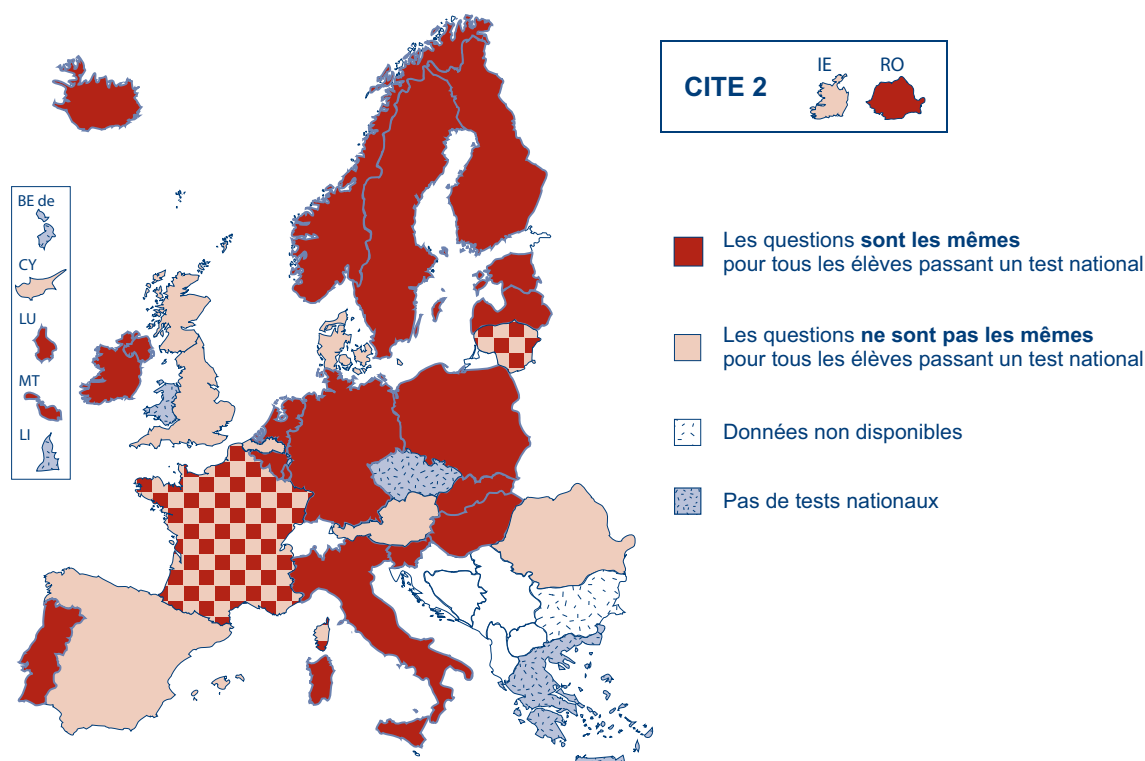 CITE 2
IE
RO
BE de
CY
LU
MT
LI
Les questions sont les mêmes
pour tous les élèves passant un test national
Les questions ne sont pas les mêmes
pour tous les élèves passant un test national
Données non disponibles
Pas de tests nationaux